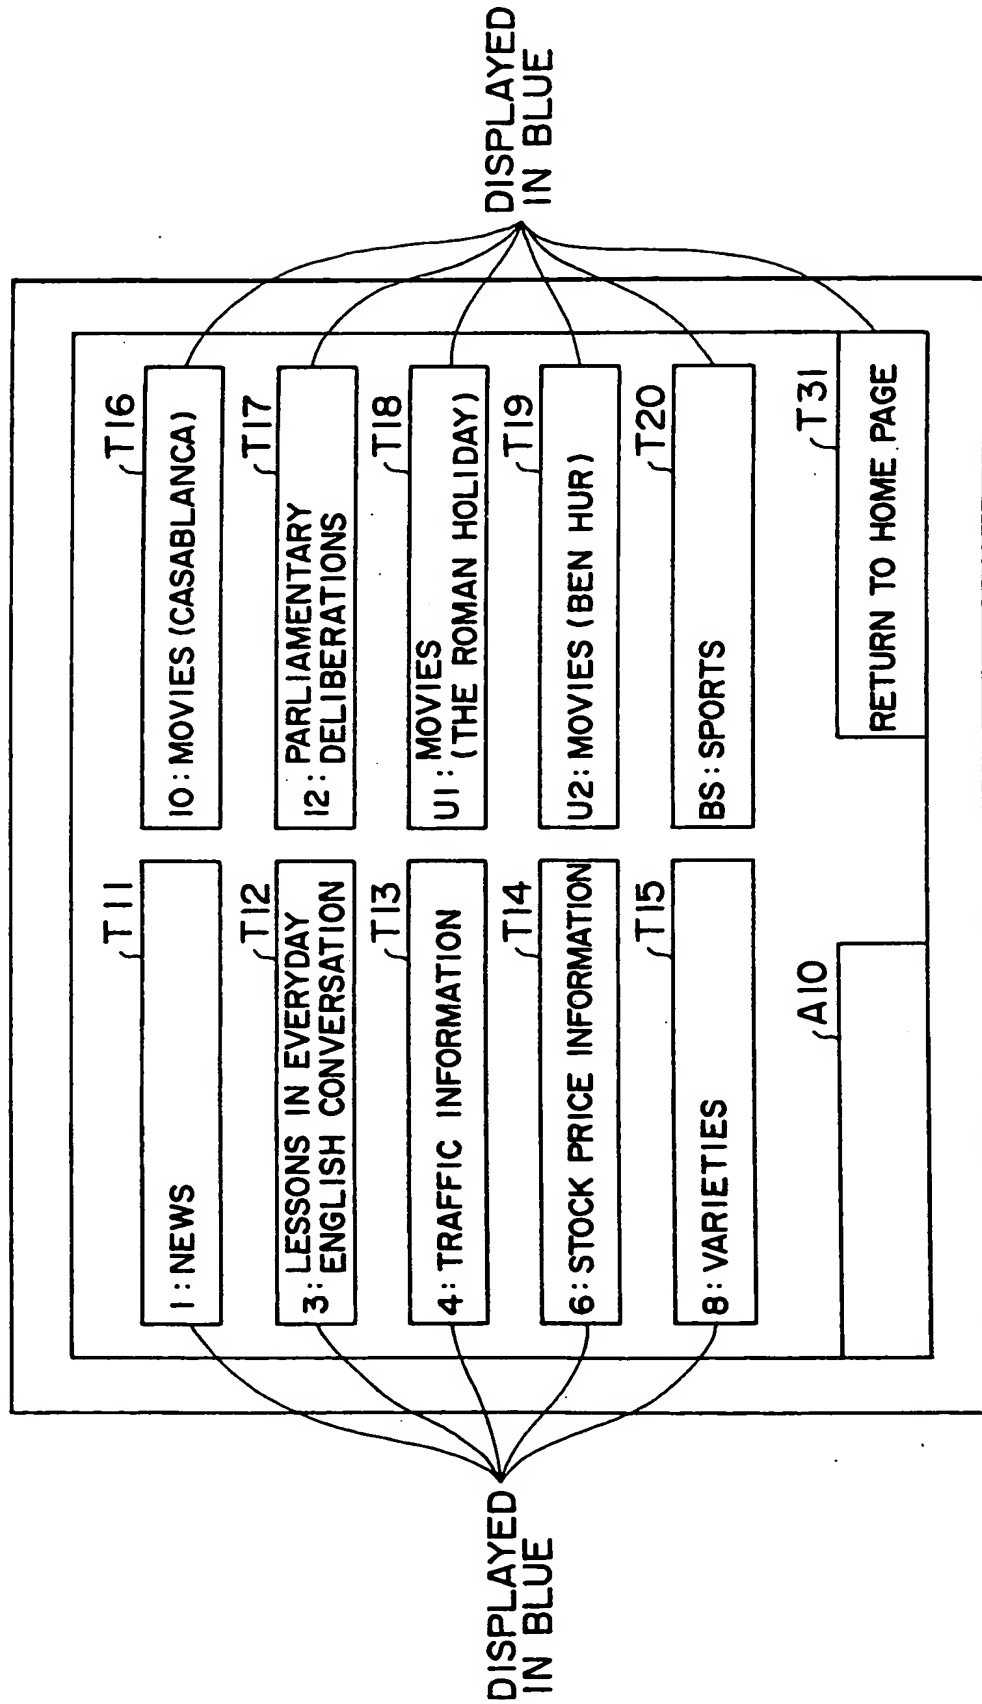 T11
1 : NEWS
T12
3 : LESSONS IN EVERYDAY
ENGLISH CONVERSATION
T13
4 : TRAFFIC INFORMATION
T14
6 : STOCK PRICE INFORMATION
T15
8 : VARIETIES
A10
T16
10 : MOVIES (CASABLANCA)
T17
12 : PARLIAMENTARY
DELIBERATIONS
T18
U1 : MOVIES
(THE ROMAN HOLIDAY)
T19
U2 : MOVIES (BEN HUR)
T20
BS : SPORTS
T31
RETURN TO HOME PAGE
DISPLAYED
IN BLUE
DISPLAYED
IN BLUE